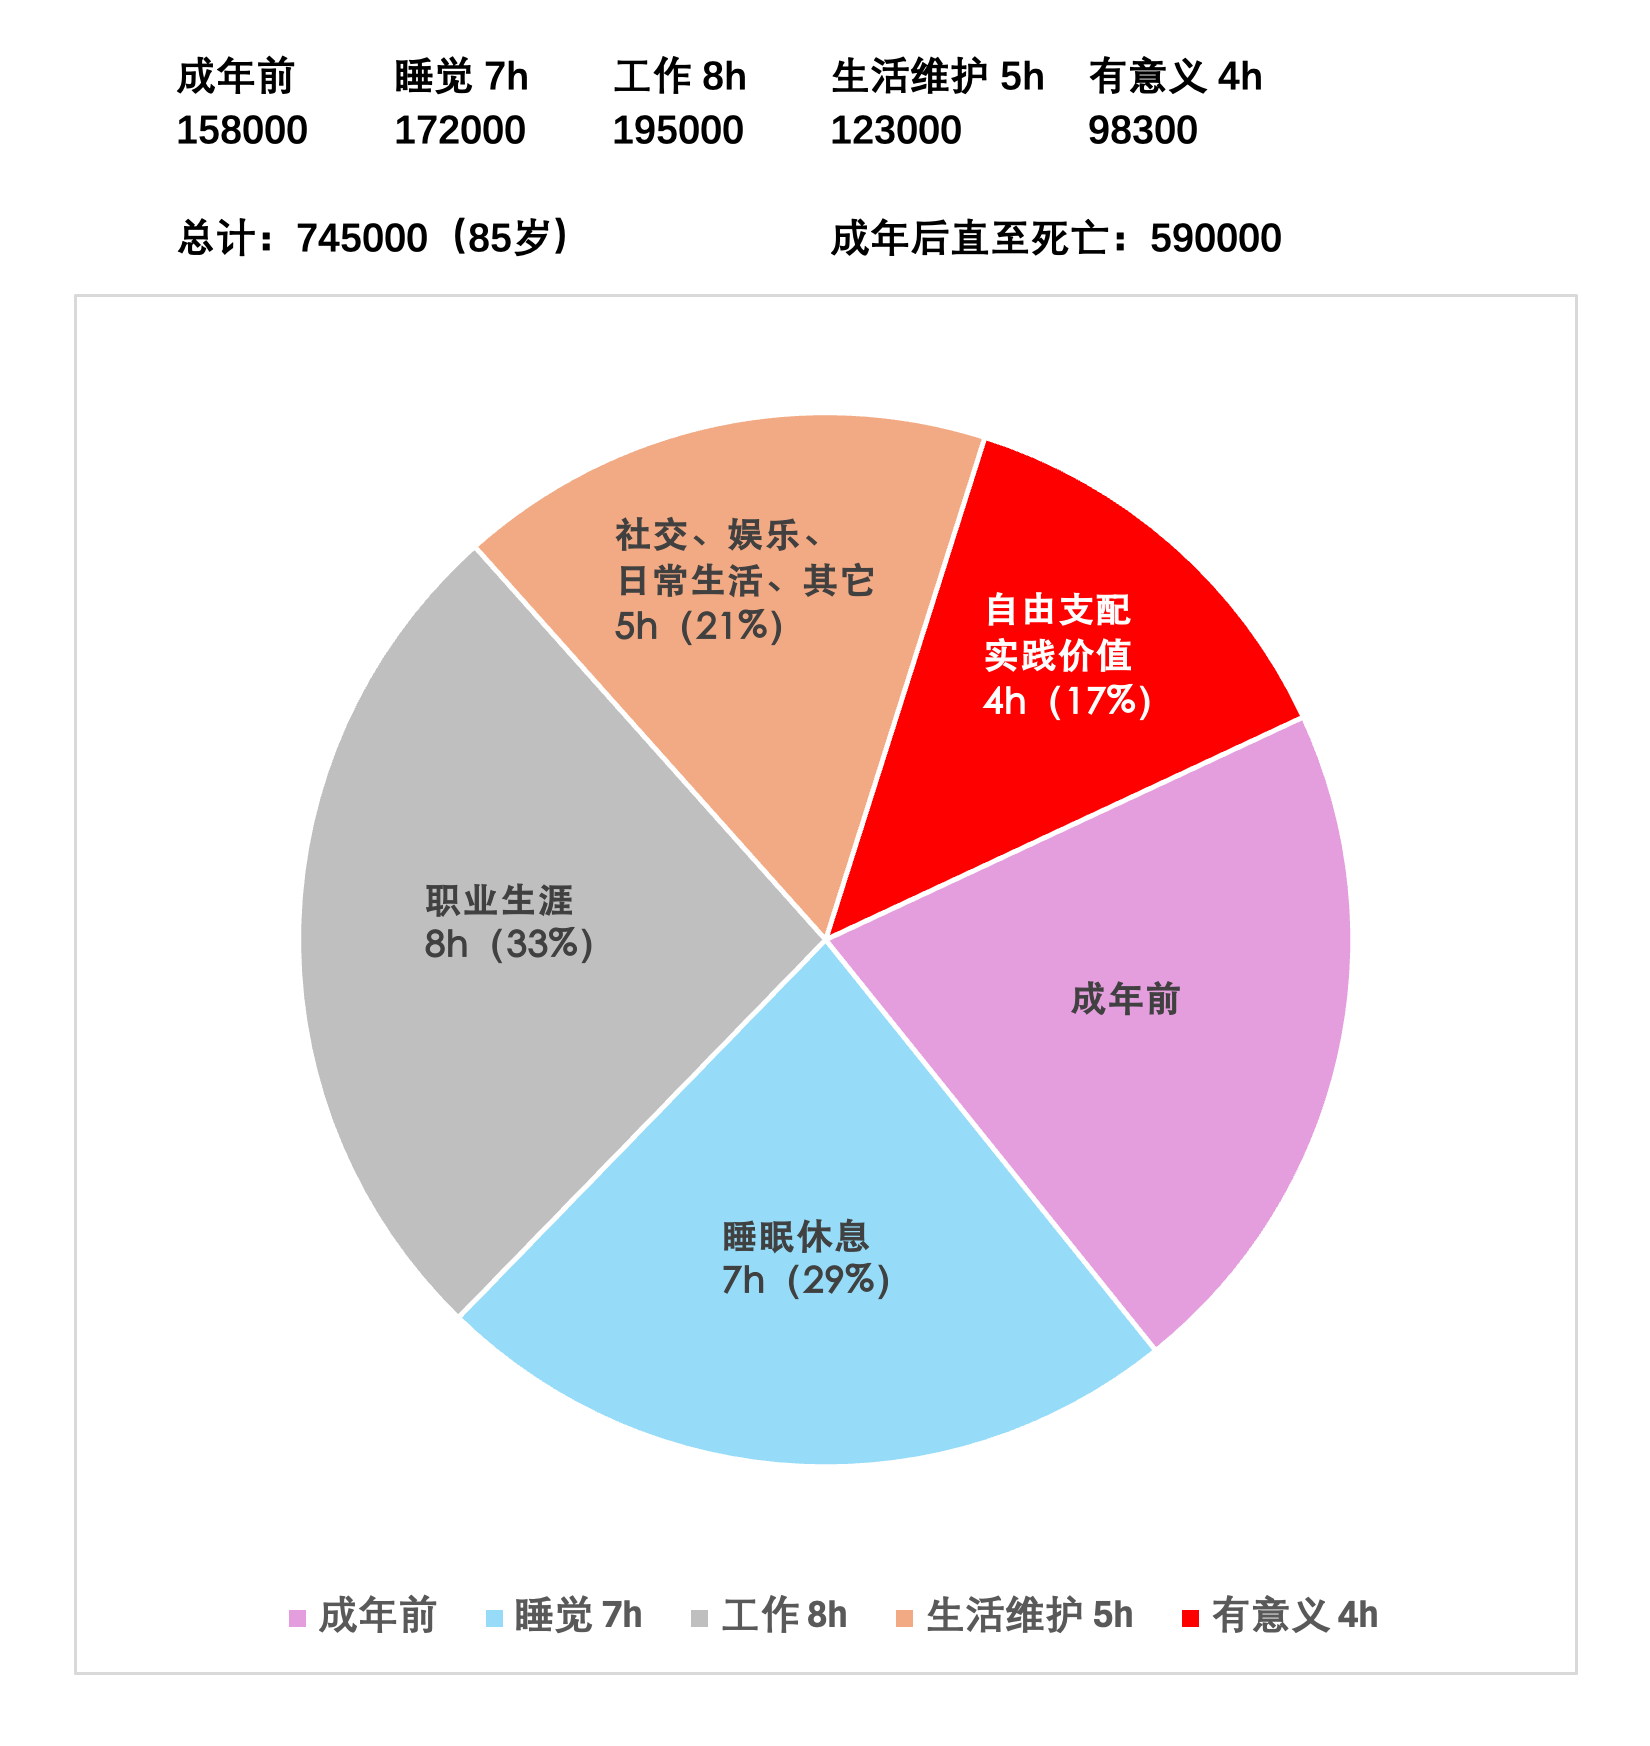 成年前 睡觉 7h 工作 8h 生活维护 5h 有意义 4h
158000 172000 195000 123000 98300
总计：745000（85岁） 成年后直至死亡：590000
社交、娱乐、
日常生活、其它
5h（21%）
自由支配
实践价值
4h（17%）
职业生涯
8h（33%）
成年前
睡眠休息
7h（29%）
成年前 睡觉 7h 工作 8h 生活维护 5h 有意义 4h